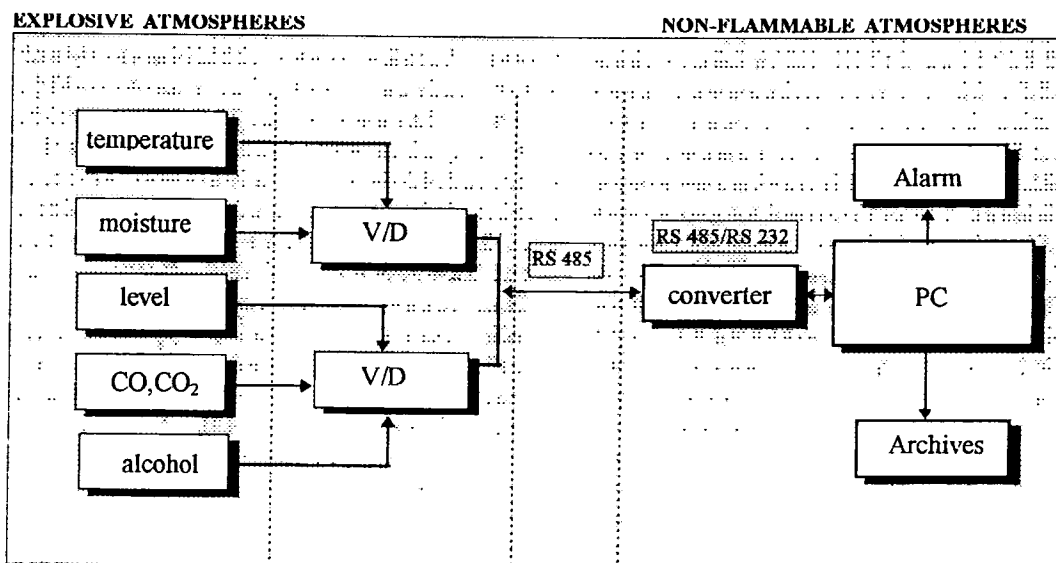 EXPLOSIVE ATMOSPHERES
NON-FLAMMABLE ATMOSPHERES
temperature
moisture
level
CO,CO₂
alcohol
V/D
V/D
RS 485
RS 485/RS 232
converter
PC
Alarm
Archives